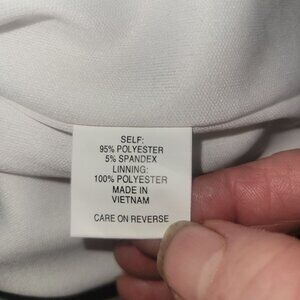 SELF:
95% POLYESTER
5% SPANDEX
LINNING:
100% POLYESTER
MADE IN
VIETNAM
CARE ON REVERSE